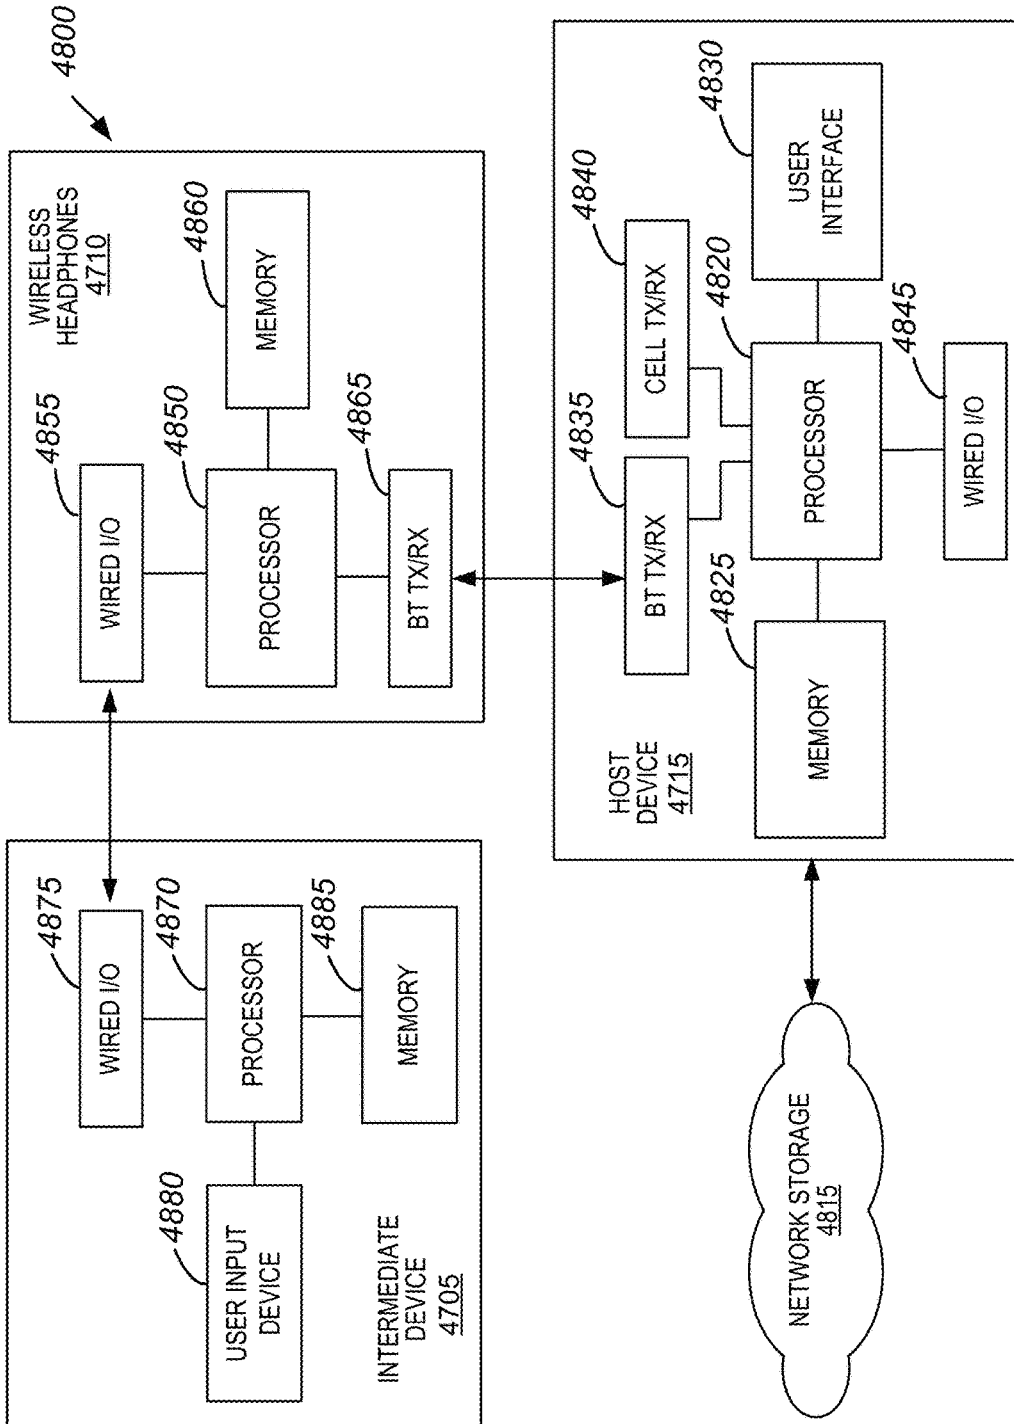 4800
WIRELESS
HEADPHONES
4710
4855
WIRED I/O
4850
PROCESSOR
4860
MEMORY
4865
BT TX/RX
4875
WIRED I/O
4870
PROCESSOR
4885
MEMORY
4880
USER INPUT
DEVICE
INTERMEDIATE
DEVICE
4705
HOST
DEVICE
4715
4835
BT TX/RX
4840
CELL TX/RX
4825
MEMORY
4820
PROCESSOR
4830
USER
INTERFACE
4845
WIRED I/O
NETWORK STORAGE
4815